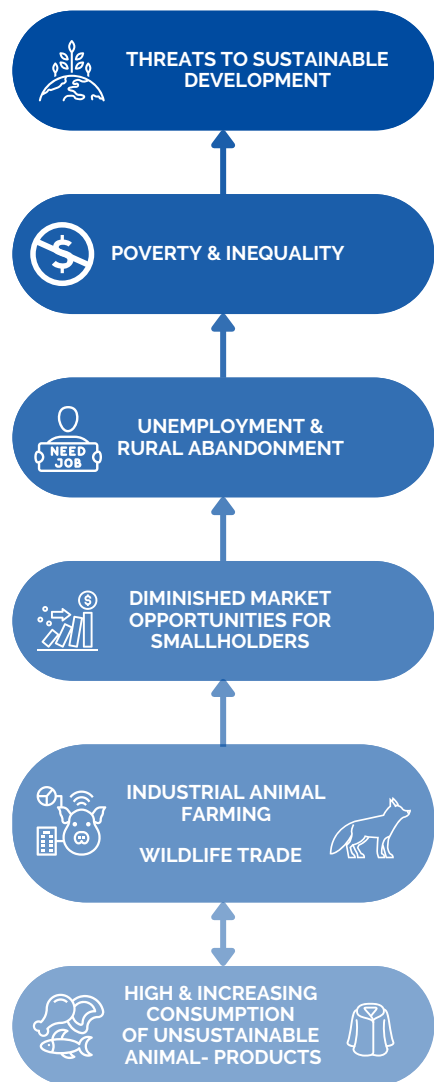 THREATS TO SUSTAINABLE
DEVELOPMENT
$
POVERTY & INEQUALITY
UNEMPLOYMENT &
RURAL ABANDONMENT
NEED
JOB
DIMINISHED MARKET
OPPORTUNITIES FOR
SMALLHOLDERS
$
INDUSTRIAL ANIMAL
FARMING
WILDLIFE TRADE
HIGH & INCREASING
CONSUMPTION
OF UNSUSTAINABLE
ANIMAL- PRODUCTS